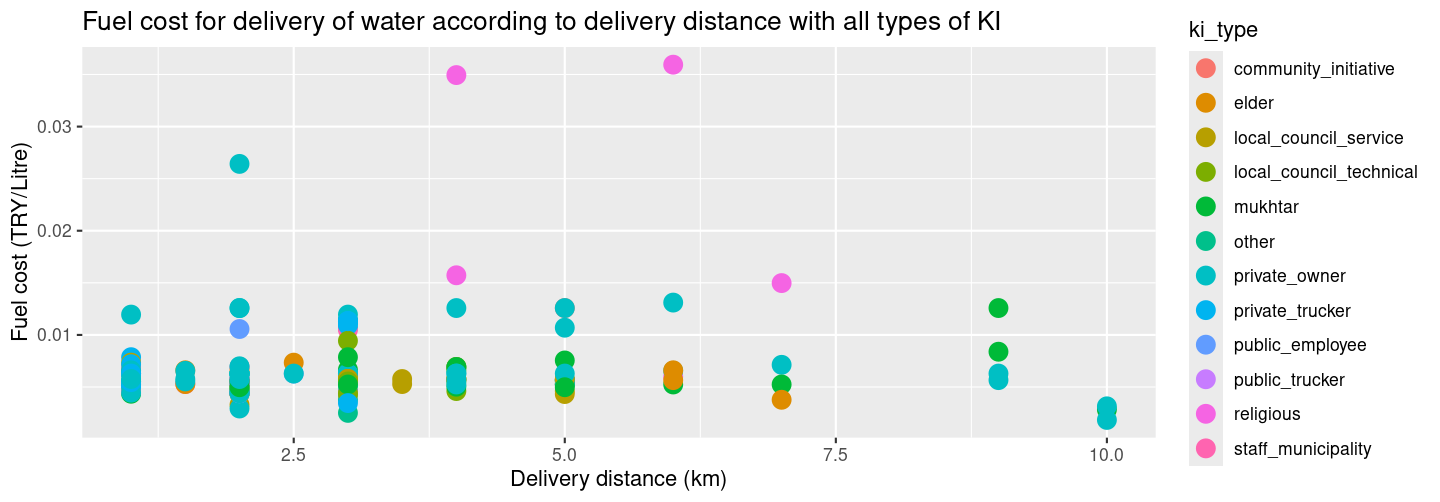 Fuel cost for delivery of water according to delivery distance with all types of KI
Fuel cost (TRY/Litre)
0.03
0.02
0.01
2.5
5.0
7.5
10.0
Delivery distance (km)
ki_type
community_initiative
elder
local_council_service
local_council_technical
mukhtar
other
private_owner
private_trucker
public_employee
public_trucker
religious
staff_municipality